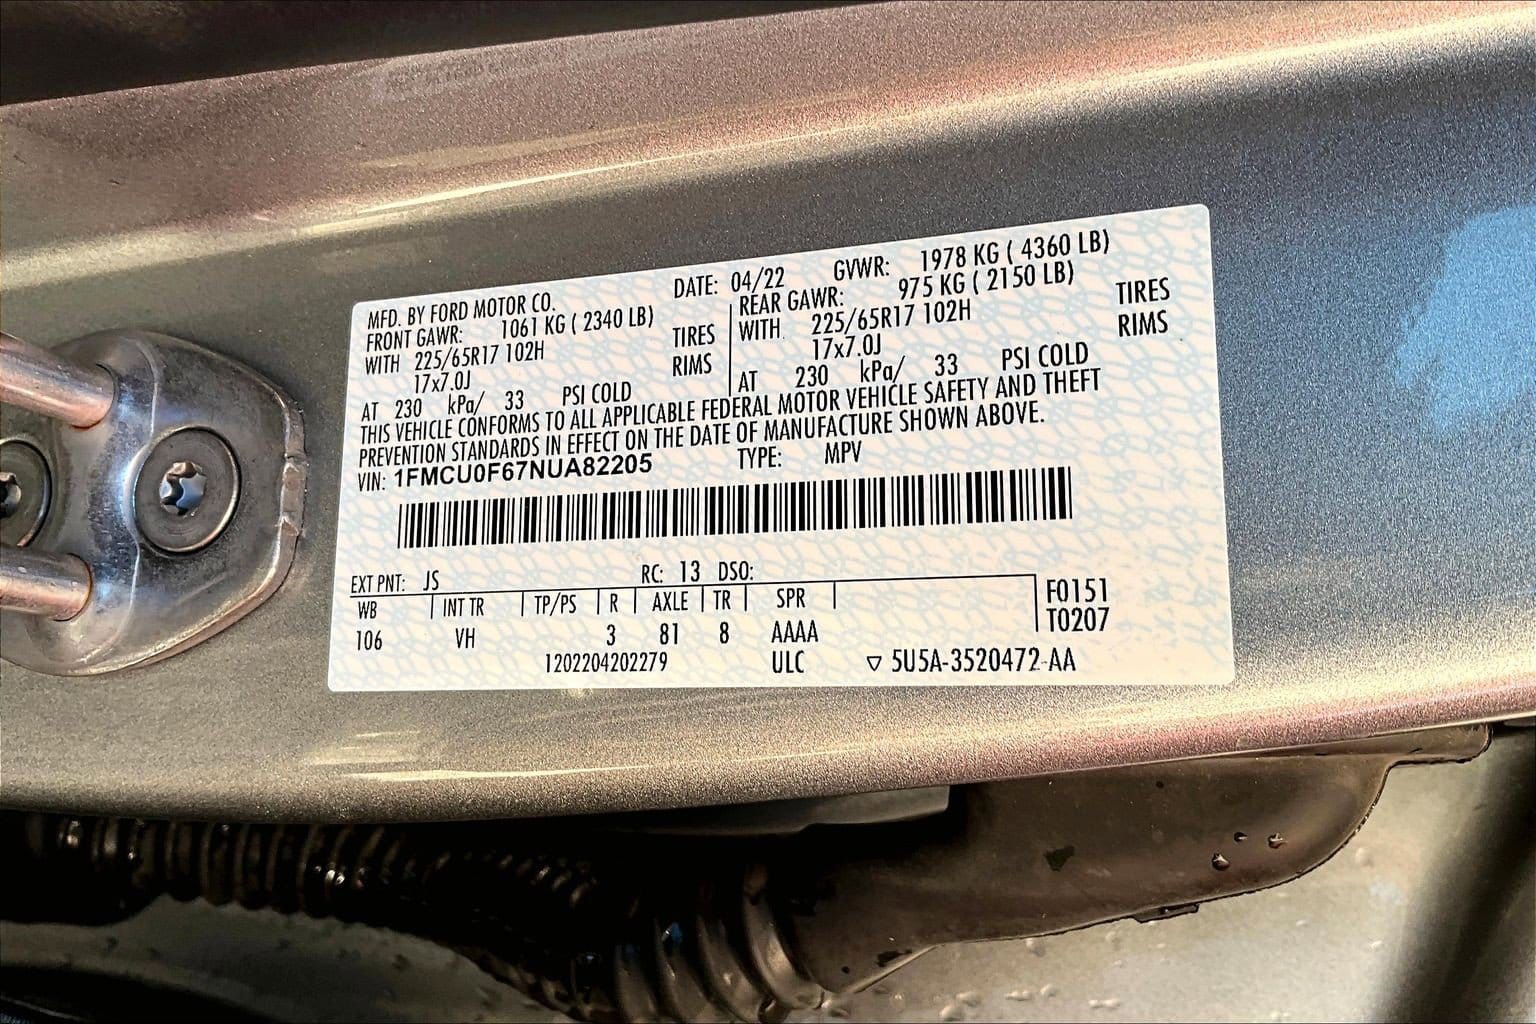 MFD. BY FORD MOTOR CO. DATE: 04/22 GVWR: 1978 KG ( 4360 LB)
FRONT GAWR: 1061 KG ( 2340 LB) REAR GAWR: 975 KG ( 2150 LB)
WITH 225/65R17 102H TIRES WITH 225/65R17 102H TIRES
17x7.0J RIMS 17x7.0J RIMS
AT 230 kPa/ 33 PSI COLD AT 230 kPa/ 33 PSI COLD
THIS VEHICLE CONFORMS TO ALL APPLICABLE FEDERAL MOTOR VEHICLE SAFETY AND THEFT
PREVENTION STANDARDS IN EFFECT ON THE DATE OF MANUFACTURE SHOWN ABOVE.
VIN: 1FMCU0F67NUA82205 TYPE: MPV
EXT PNT: JS RC: 13 DSO:
WB INT TR TP/PS R AXLE TR SPR F0151
106 VH 3 81 8 AAAA T0207
1202204202279 ULC ▽ 5U5A-3520472-AA